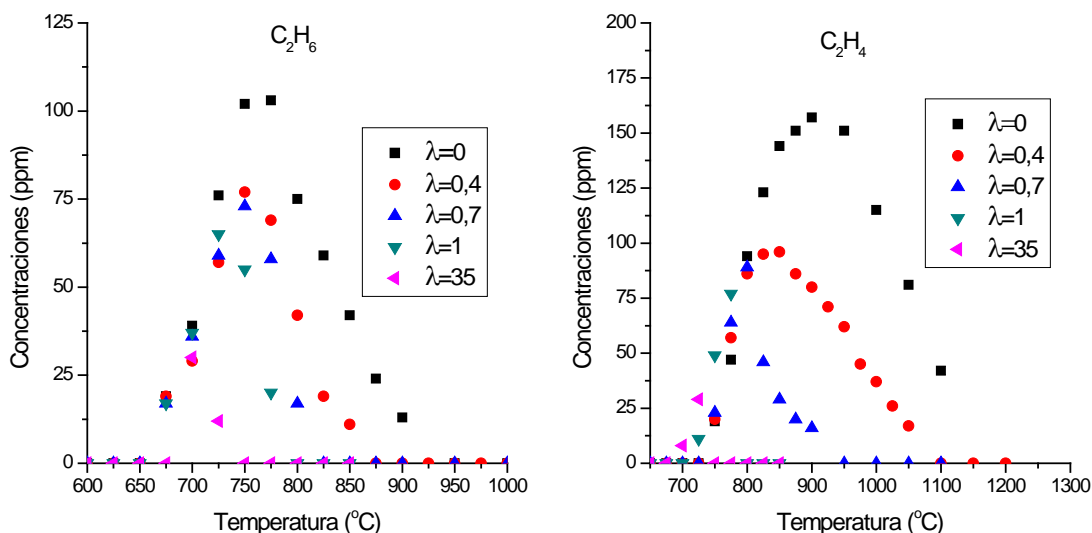 C2H6
125
100
75
50
25
0
Concentraciones (ppm)
λ=0
λ=0,4
λ=0,7
λ=1
λ=35
600 650 700 750 800 850 900 950 1000
Temperatura (°C)
C2H4
200
175
150
125
100
75
50
25
0
Concentraciones (ppm)
λ=0
λ=0,4
λ=0,7
λ=1
λ=35
700 800 900 1000 1100 1200 1300
Temperatura (°C)